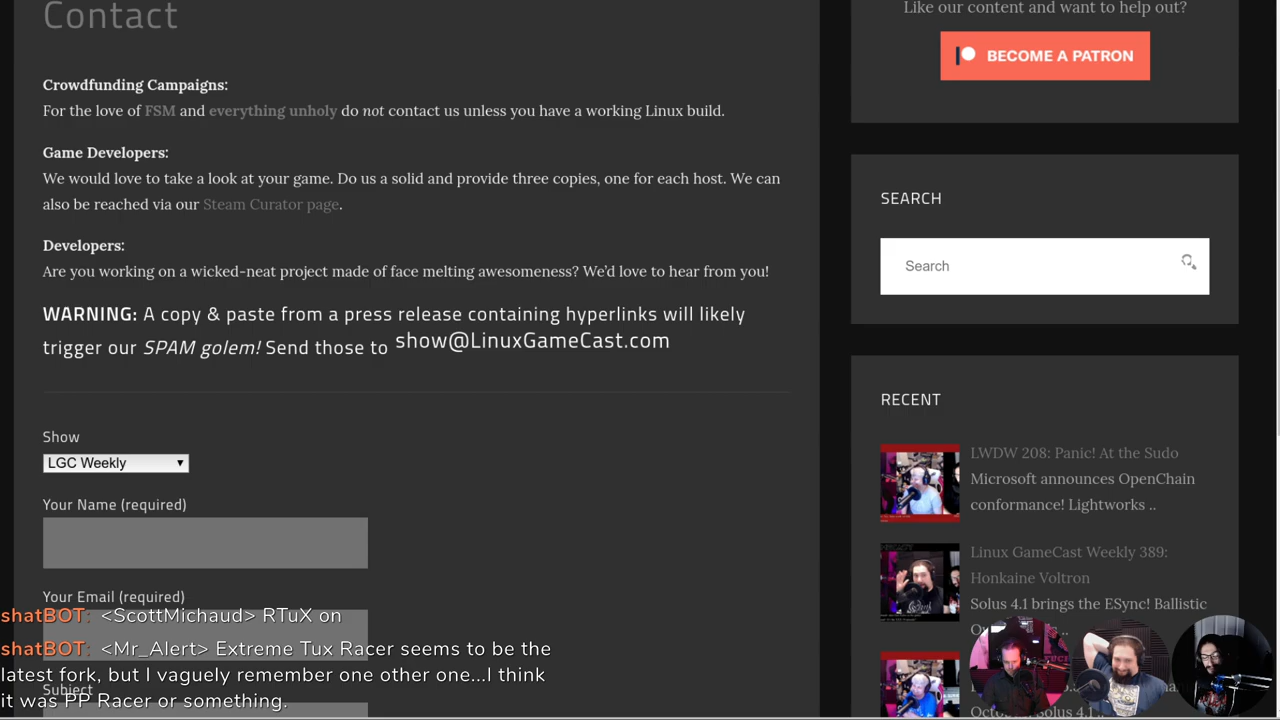 Contact
Crowdfunding Campaigns:
For the love of FSM and everything unholy do not contact us unless you have a working Linux build.
Game Developers:
We would love to take a look at your game. Do us a solid and provide three copies, one for each host. We can
also be reached via our Steam Curator page.
Developers:
Are you working on a wicked-neat project made of face melting awesomeness? We'd love to hear from you!
WARNING: A copy & paste from a press release containing hyperlinks will likely
trigger our SPAM golem! Send those to show@LinuxGameCast.com
Show
LGC Weekly
Your Name (required)
Your Email (required)
Subject
shatBOT: <ScottMichaud> RTuX on
shatBOT: <Mr_Alert> Extreme Tux Racer seems to be the
latest fork, but I vaguely remember one other one...I think
it was PP Racer or something.
Like our content and want to help out?
BECOME A PATRON
SEARCH
Search
RECENT
LWDW 208: Panic! At the Sudo
Microsoft announces OpenChain
conformance! Lightworks ..
Linux GameCast Weekly 389:
Honkaine Voltron
Solus 4.1 brings the ESync! Ballistic